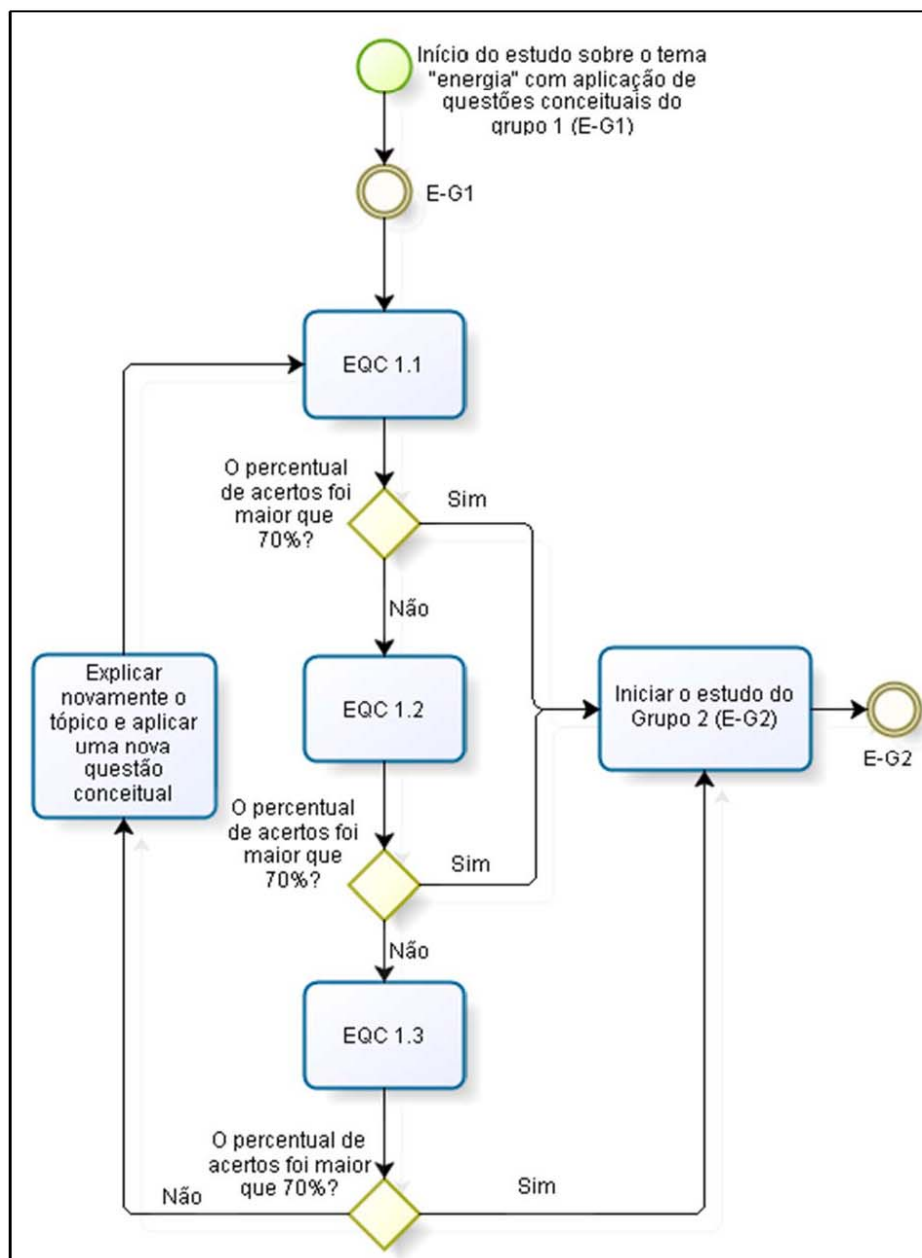 Início do estudo sobre o tema
"energia" com aplicação de
questões conceituais do
grupo 1 (E-G1)
E-G1
EQC 1.1
O percentual
de acertos foi
maior que
70%?
Sim
Não
Explicar
novamente o
tópico e aplicar
uma nova
questão
conceitual
EQC 1.2
Iniciar o estudo do
Grupo 2 (E-G2)
E-G2
O percentual
de acertos foi
maior que
70%?
Sim
Não
EQC 1.3
O percentual de
acertos foi maior
que 70%?
Não
Sim